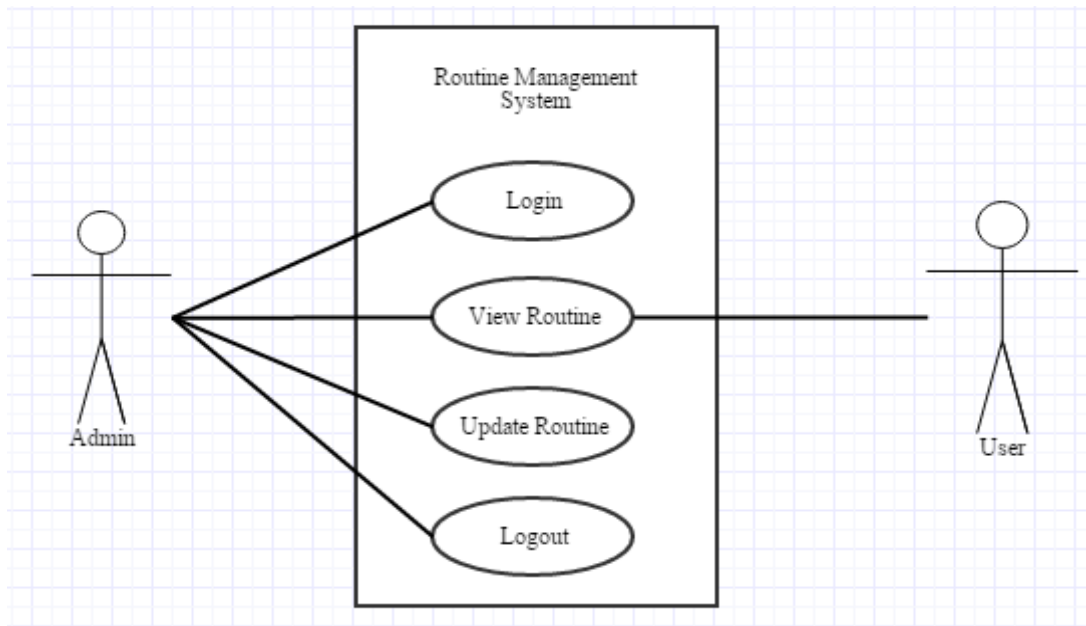 Routine Management
System
Login
View Routine
Update Routine
Logout
Admin
User